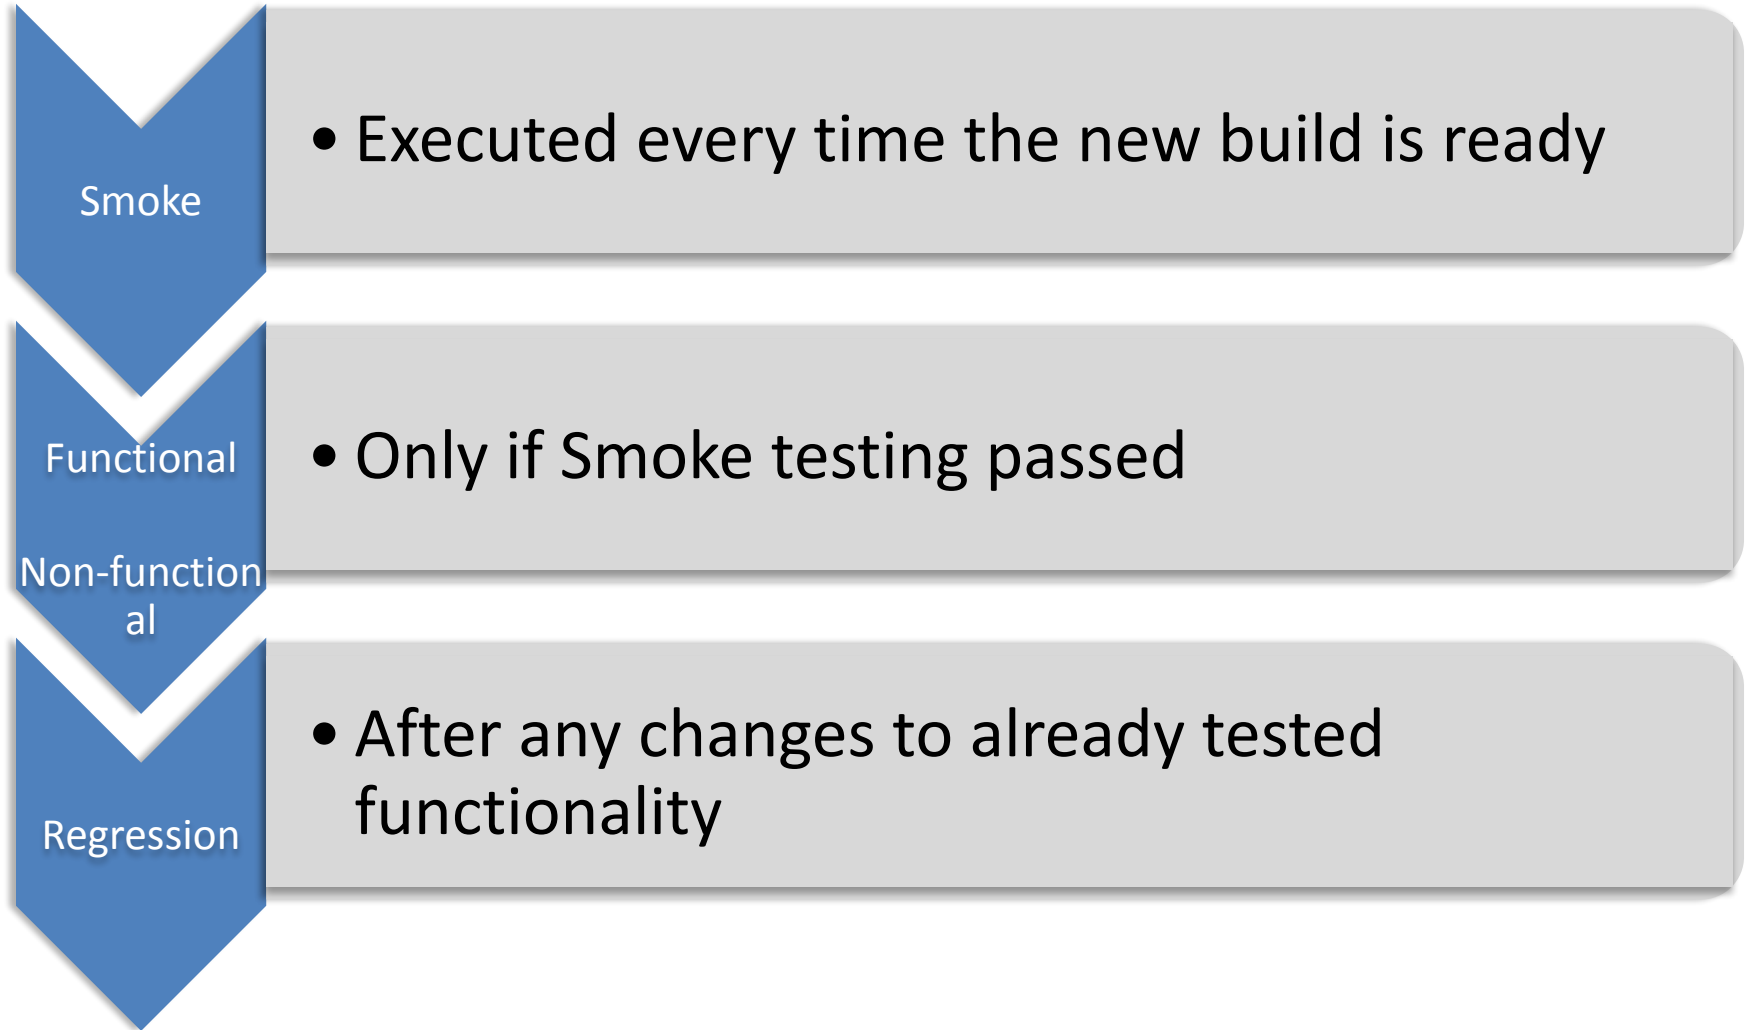 Smoke
• Executed every time the new build is ready
Functional
Non-function
al
• Only if Smoke testing passed
Regression
• After any changes to already tested
functionality